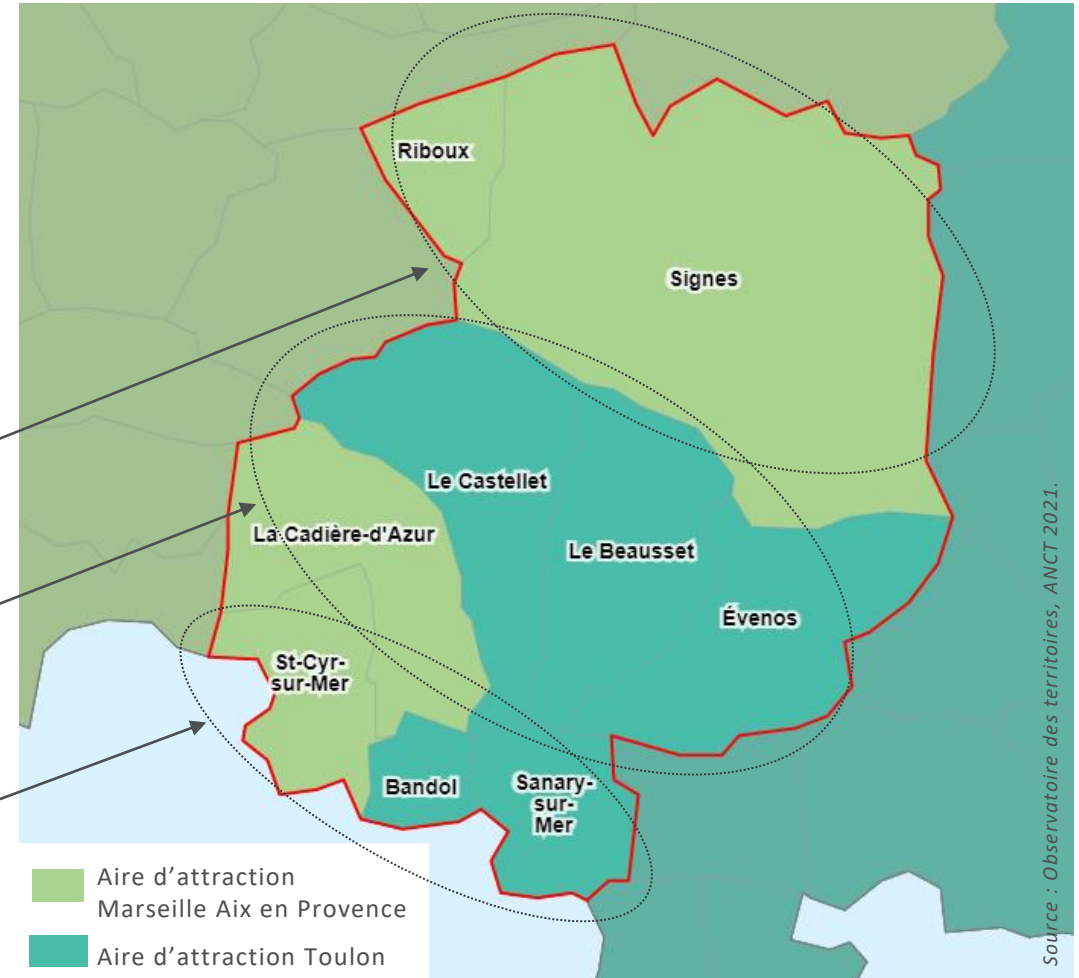 Riboux
Signes
Le Castellet
La Cadière-d'Azur
Le Beausset
Évenos
St-Cyr-
sur-Mer
Bandol
Sanary-
sur-
Mer
Aire d’attraction
Marseille Aix en Provence
Aire d’attraction Toulon
Source : Observatoire des territoires, ANCT 2021.